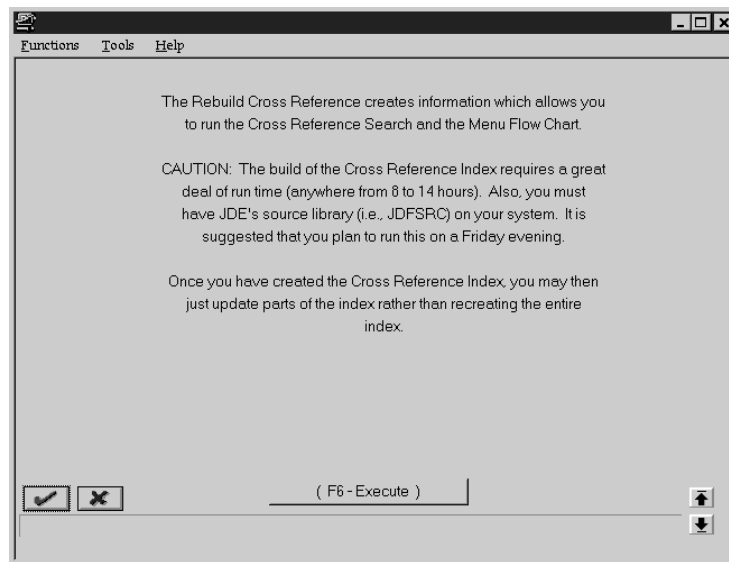 Functions Tools Help
The Rebuild Cross Reference creates information which allows you
to run the Cross Reference Search and the Menu Flow Chart.
CAUTION: The build of the Cross Reference Index requires a great
deal of run time (anywhere from 8 to 14 hours). Also, you must
have JDE's source library (i.e., JDFSRC) on your system. It is
suggested that you plan to run this on a Friday evening.
Once you have created the Cross Reference Index, you may then
just update parts of the index rather than recreating the entire
index.
( F6 - Execute )